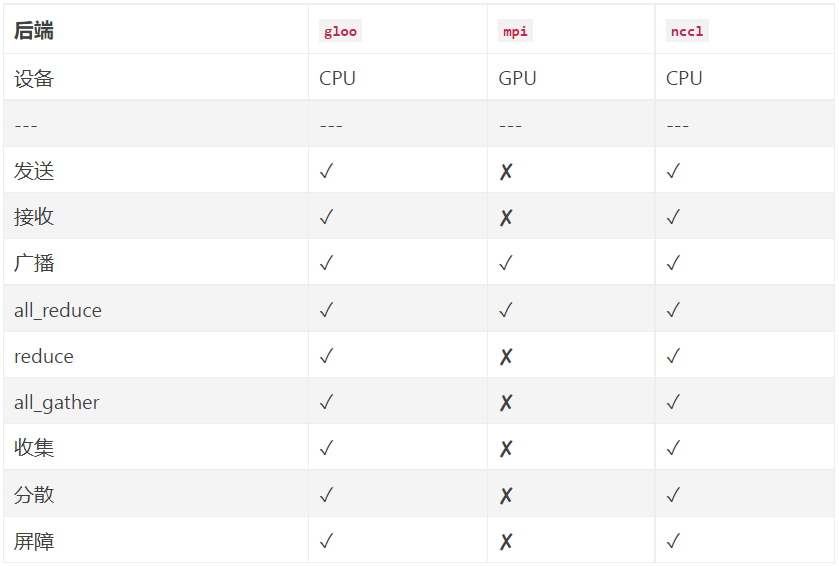 后端 gloo mpi nccl
设备 CPU GPU CPU
--- --- --- ---
发送 ✓ ✗ ✓
接收 ✓ ✗ ✓
广播 ✓ ✓ ✓
all_reduce ✓ ✓ ✓
reduce ✓ ✗ ✓
all_gather ✓ ✗ ✓
收集 ✓ ✗ ✓
分散 ✓ ✗ ✓
屏障 ✓ ✗ ✓